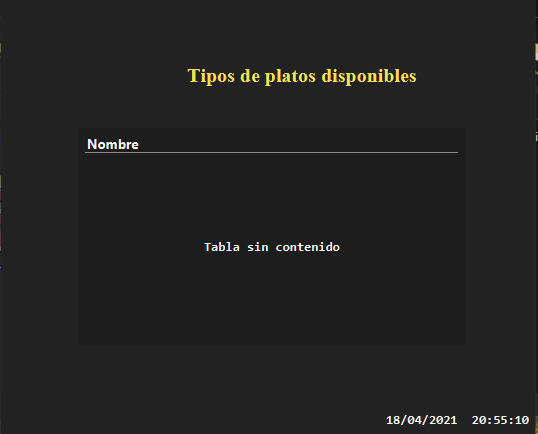 Tipos de platos disponibles
Nombre
Tabla sin contenido
18/04/2021 20:55:10